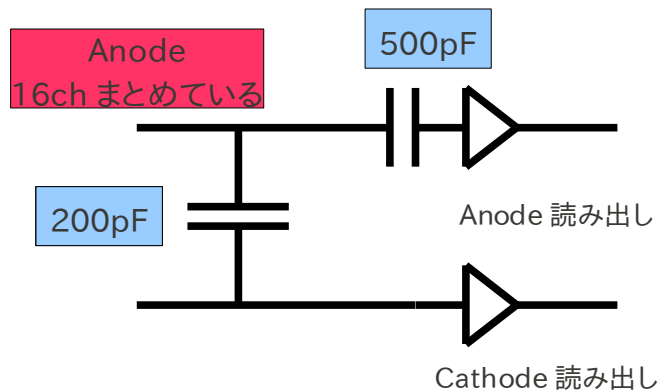 Anode
16ch まとめている
500pF
200pF
Anode 読み出し
Cathode 読み出し